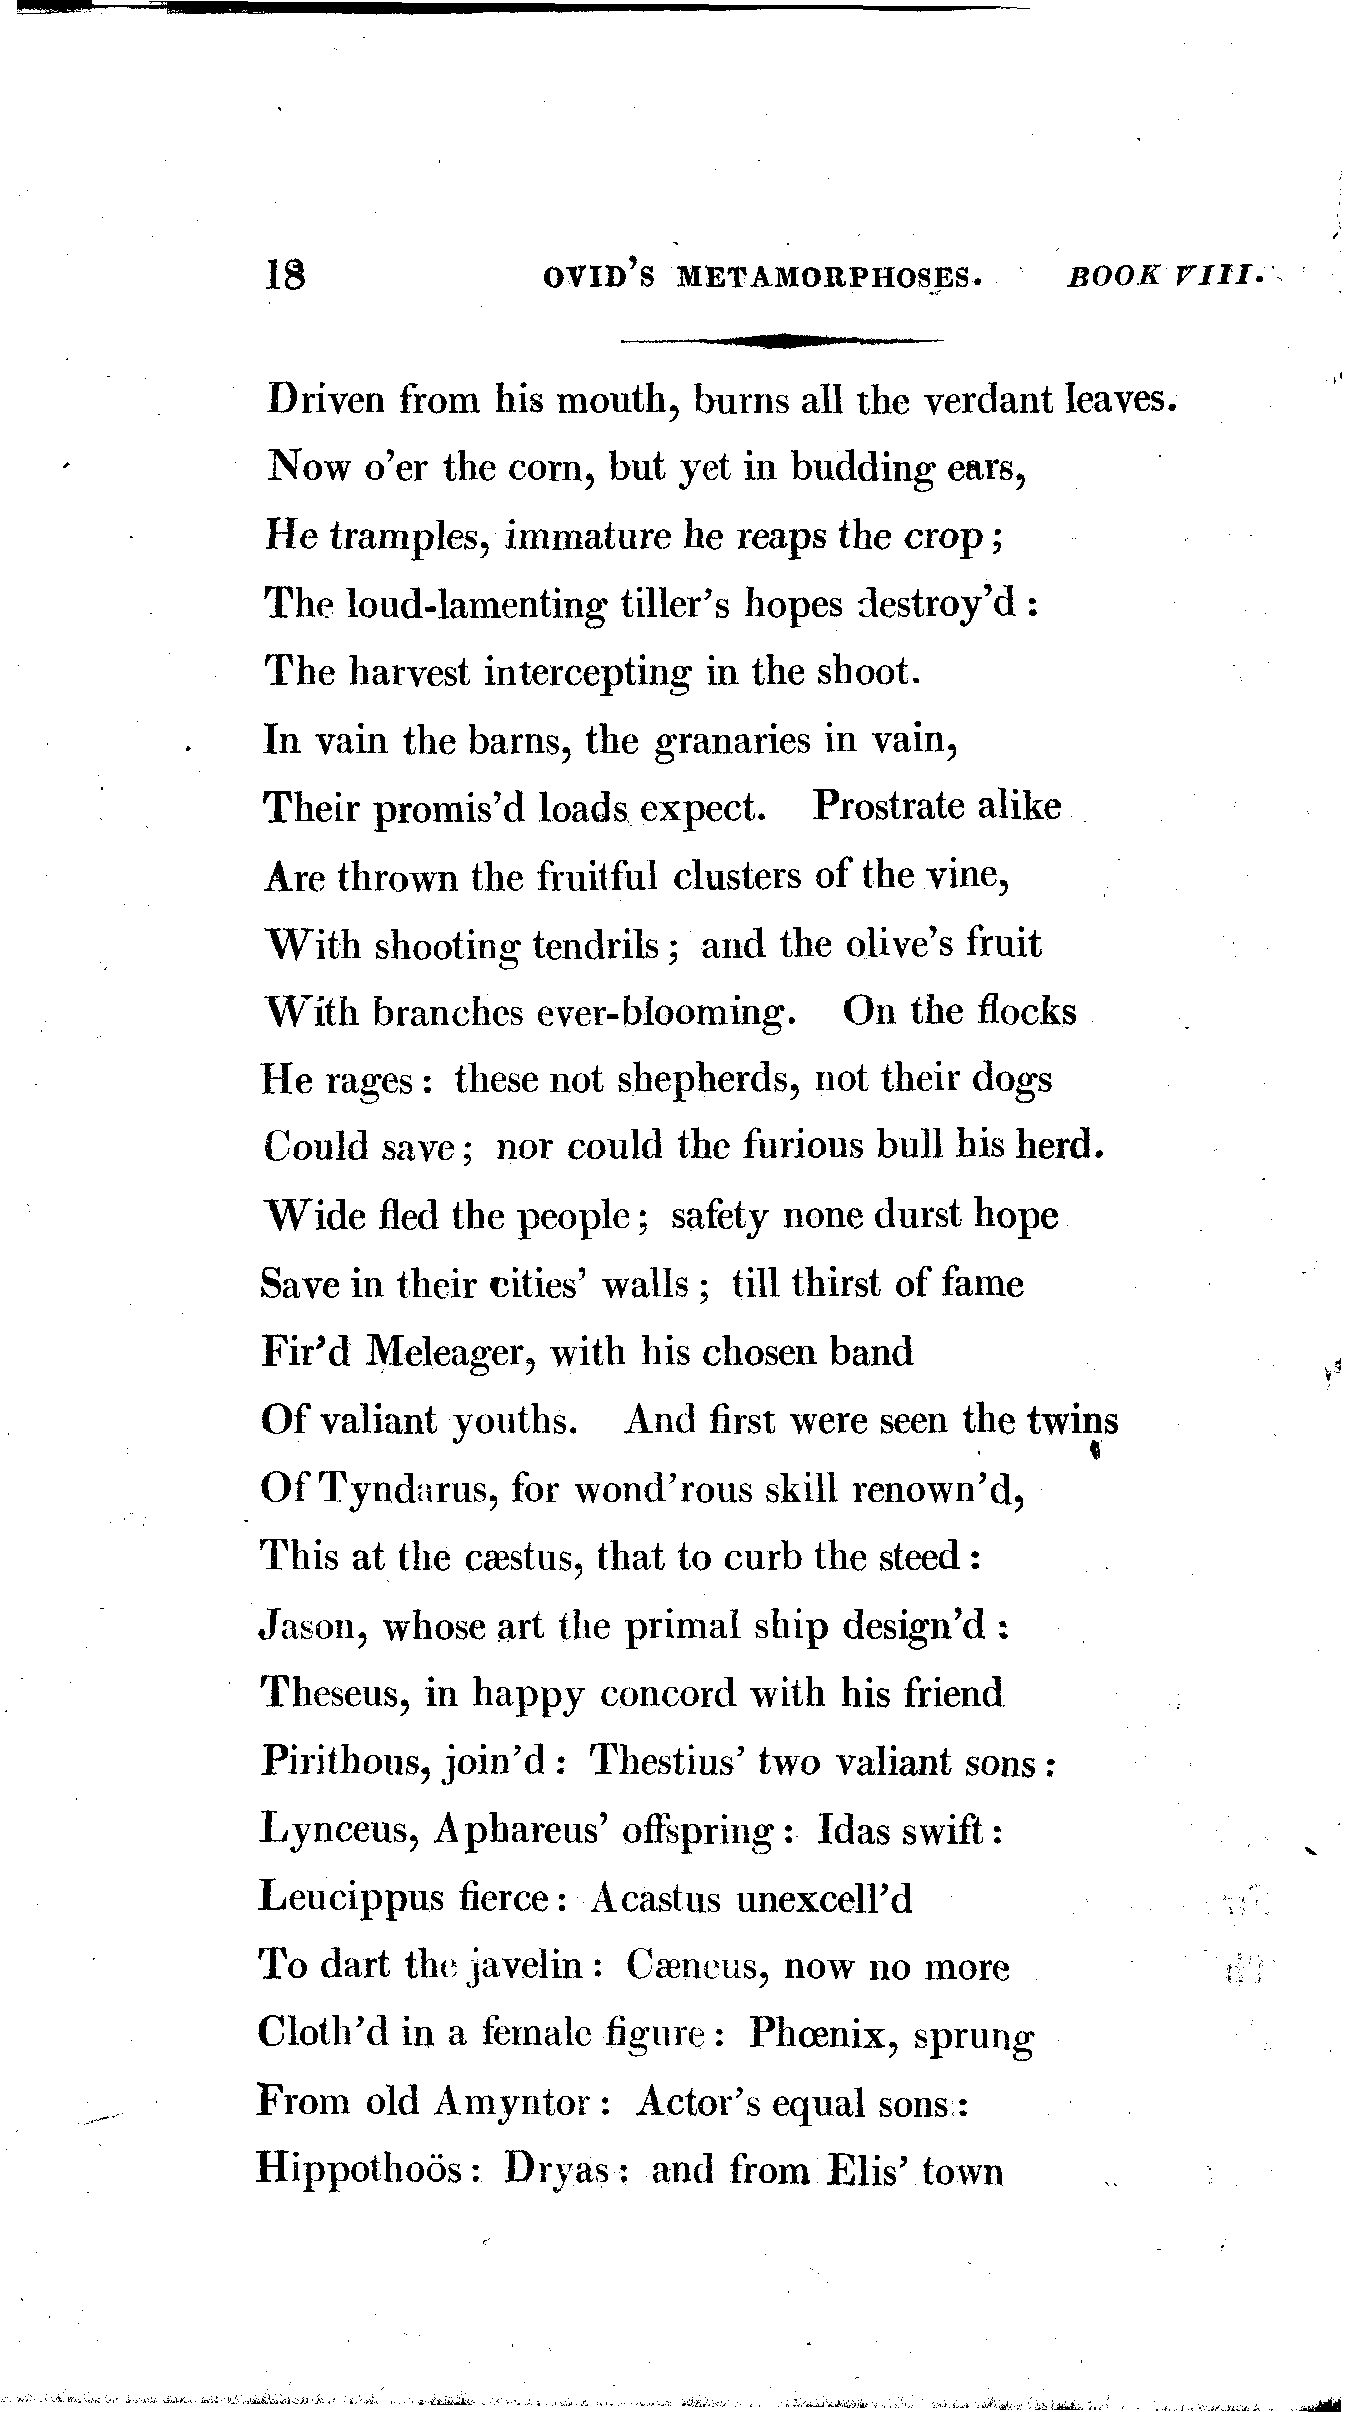 18 OVID'S METAMORPHOSES. BOOK VIII.
Driven from his mouth, burns all the verdant leaves.
Now o'er the corn, but yet in budding ears,
He tramples, immature he reaps the crop;
The loud-lamenting tiller's hopes destroy'd:
The harvest intercepting in the shoot.
In vain the barns, the granaries in vain,
Their promis'd loads expect. Prostrate alike
Are thrown the fruitful clusters of the vine,
With shooting tendrils; and the olive's fruit
With branches ever-blooming. On the flocks
He rages: these not shepherds, not their dogs
Could save; nor could the furious bull his herd.
Wide fled the people; safety none durst hope
Save in their cities' walls; till thirst of fame
Fir'd Meleager, with his chosen band
Of valiant youths. And first were seen the twins
Of Tyndarus, for wond'rous skill renown'd,
This at the cæstus, that to curb the steed:
Jason, whose art the primal ship design'd:
Theseus, in happy concord with his friend
Pirithous, join'd: Thestius' two valiant sons:
Lynceus, Aphareus' offspring: Idas swift:
Leucippus fierce: Acastus unexcell'd
To dart the javelin: Cæneus, now no more
Cloth'd in a female figure: Phœnix, sprung
From old Amyntor: Actor's equal sons:
Hippothoös: Dryas: and from Elis' town